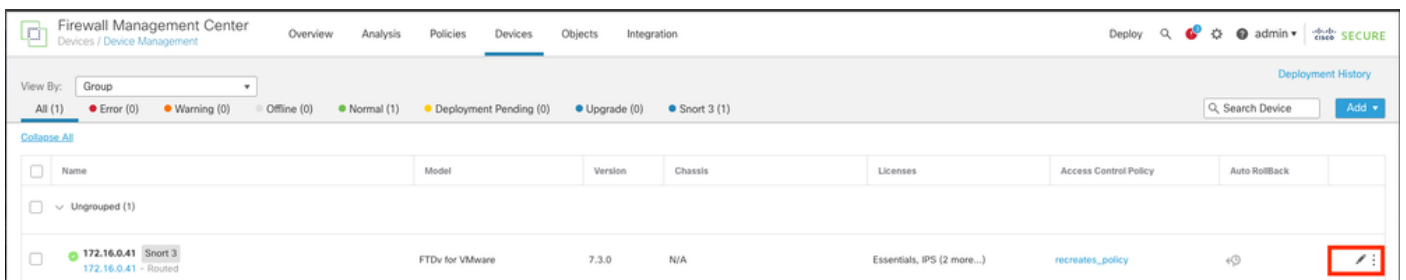 Firewall Management Center
Devices / Device Management
Overview Analysis Policies Devices Objects Integration
Deploy admin cisco SECURE
Deployment History
View By: Group
All (1) Error (0) Warning (0) Offline (0) Normal (1) Deployment Pending (0) Upgrade (0) Snort 3 (1)
Search Device Add
Collapse All
Name Model Version Chassis Licenses Access Control Policy Auto RollBack
Ungrouped (1)
172.16.0.41 Snort 3
172.16.0.41 - Routed
FTDv for VMware 7.3.0 N/A Essentials, IPS (2 more...) recreates_policy